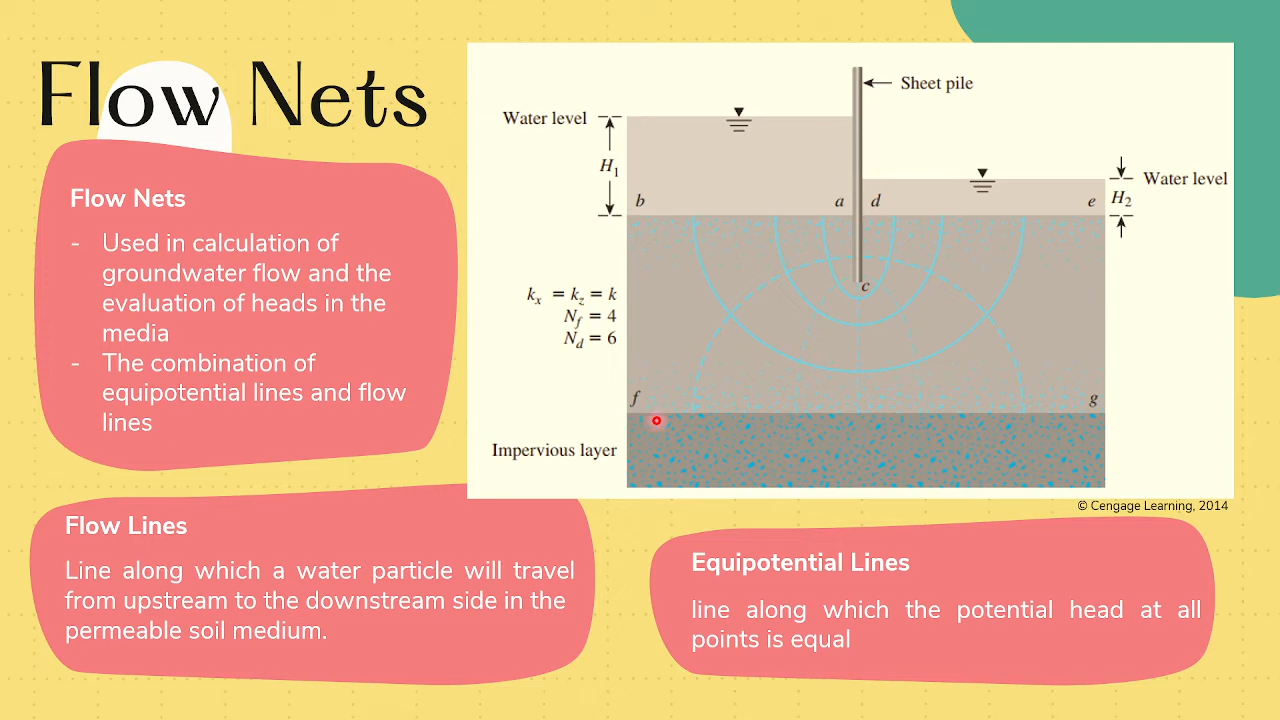 Flow Nets
Flow Nets
- Used in calculation of
groundwater flow and the
evaluation of heads in the
media
- The combination of
equipotential lines and flow
lines
Sheet pile
Water level
H₁
Water level
H₂
b
a
d
e
c
kₓ = k_z = k
N_f = 4
N_d = 6
f
g
Impervious layer
© Cengage Learning, 2014
Flow Lines
Line along which a water particle will travel
from upstream to the downstream side in the
permeable soil medium.
Equipotential Lines
line along which the potential head at all
points is equal